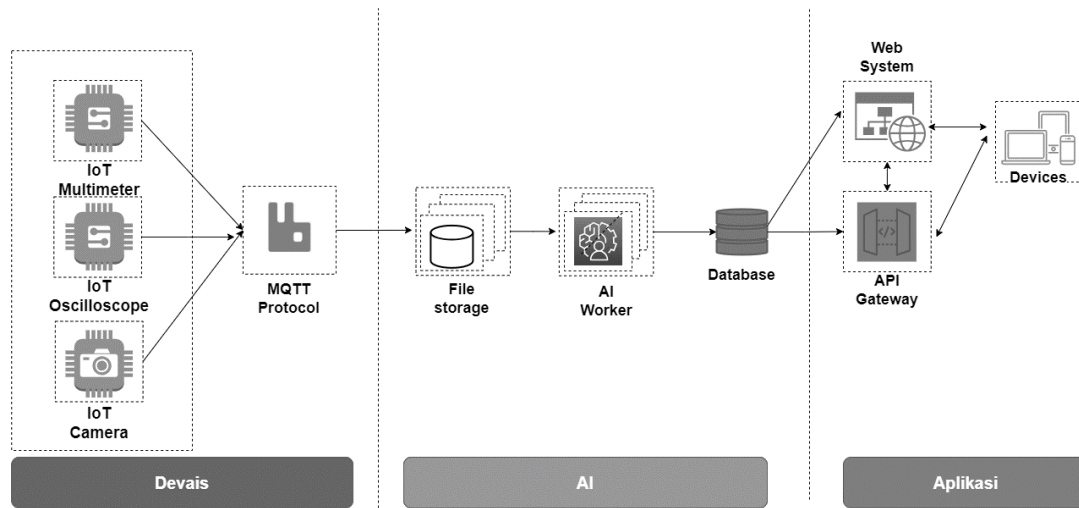 IoT
Multimeter
IoT
Oscilloscope
IoT
Camera
MQTT
Protocol
File
storage
AI
Worker
Database
Web
System
</>
API
Gateway
Devices
Devais
AI
Aplikasi